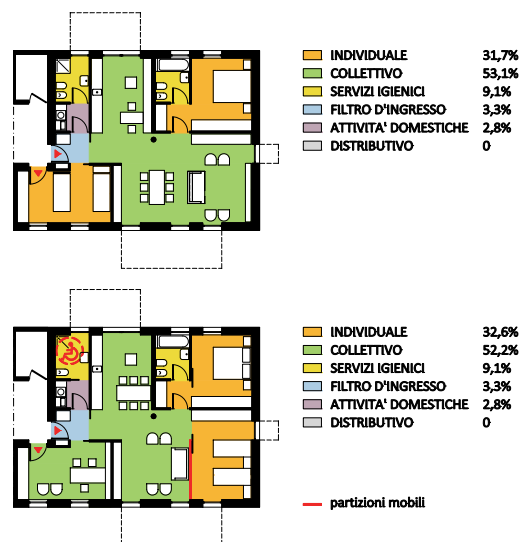 INDIVIDUALE 31,7%
COLLETTIVO 53,1%
SERVIZI IGIENICI 9,1%
FILTRO D'INGRESSO 3,3%
ATTIVITA' DOMESTICHE 2,8%
DISTRIBUTIVO 0
INDIVIDUALE 32,6%
COLLETTIVO 52,2%
SERVIZI IGIENICI 9,1%
FILTRO D'INGRESSO 3,3%
ATTIVITA' DOMESTICHE 2,8%
DISTRIBUTIVO 0
partizioni mobili